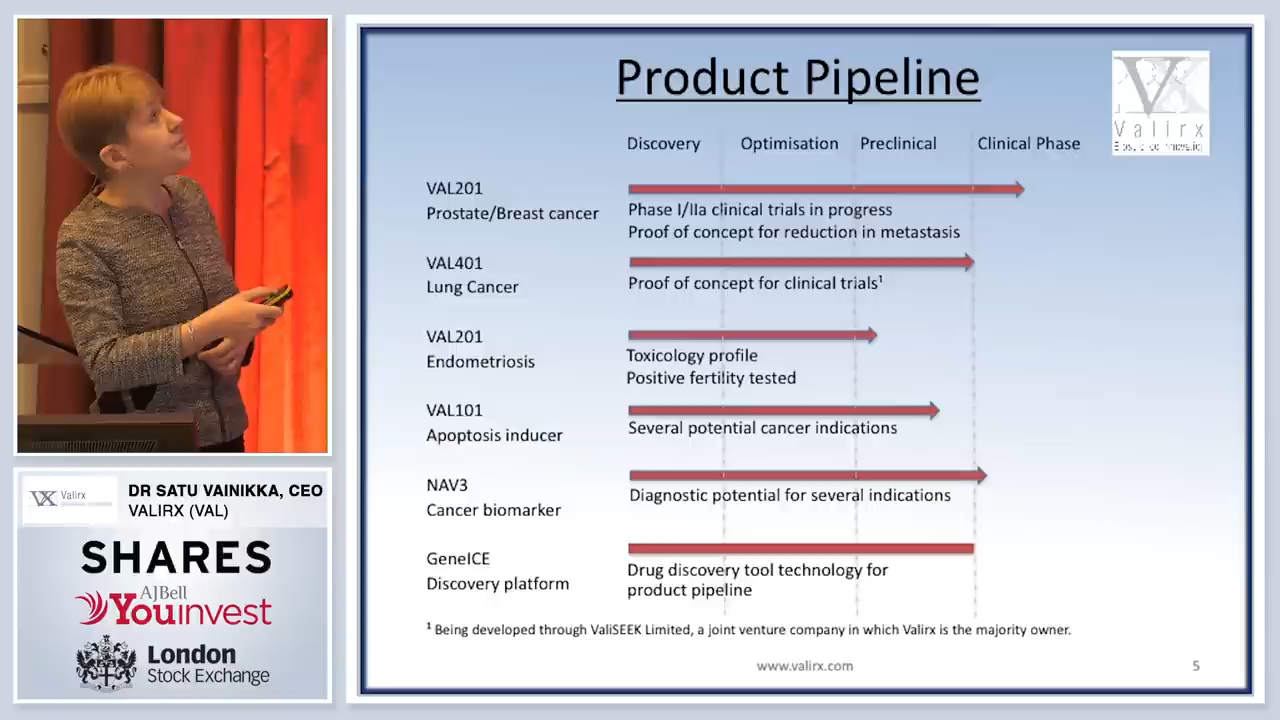 Product Pipeline
Valirx
Discovery
Optimisation
Preclinical
Clinical Phase
VAL201
Prostate/Breast cancer
Phase I/IIa clinical trials in progress
Proof of concept for reduction in metastasis
VAL401
Lung Cancer
Proof of concept for clinical trials¹
VAL201
Endometriosis
Toxicology profile
Positive fertility tested
VAL101
Apoptosis inducer
Several potential cancer indications
NAV3
Cancer biomarker
Diagnostic potential for several indications
GeneICE
Discovery platform
Drug discovery tool technology for
product pipeline
¹ Being developed through ValiSEEK Limited, a joint venture company in which Valirx is the majority owner.
www.valirx.com
5
VX Valirx
DR SATU VAINIKKA, CEO
VALIRX (VAL)
SHARES
AJBell
Youinvest
London
Stock Exchange